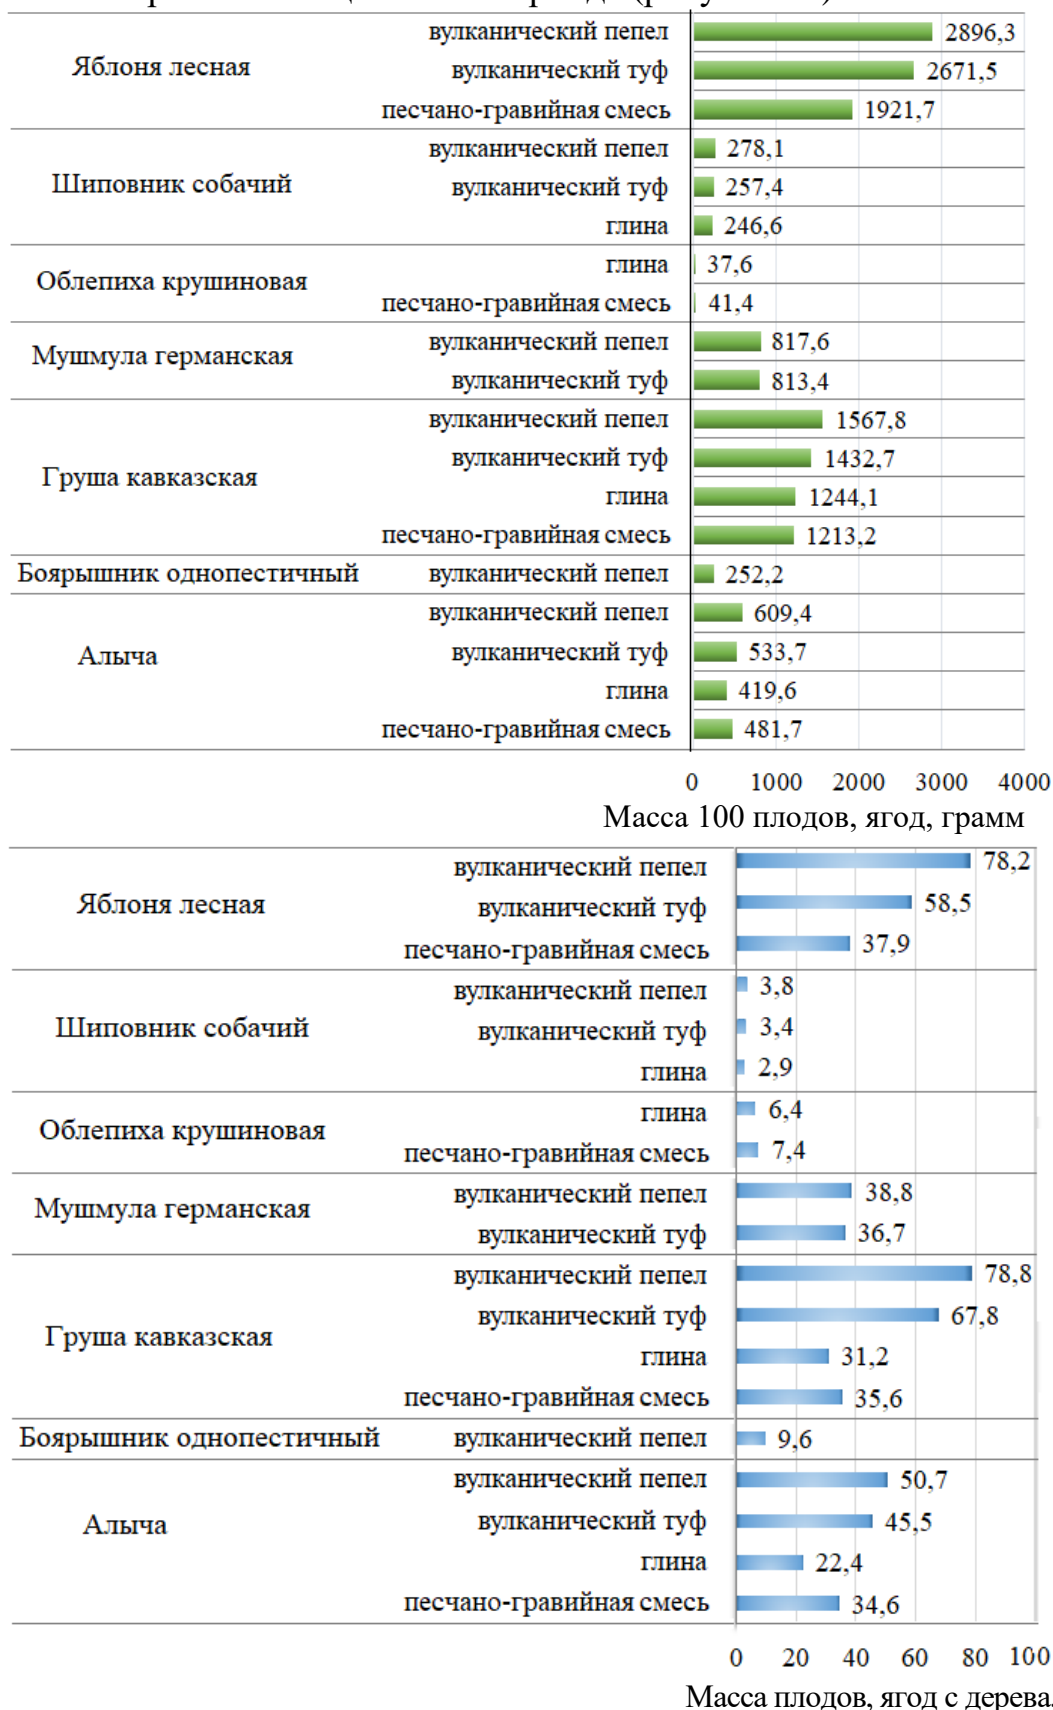 Яблоня лесная
вулканический пепел 2896,3
вулканический туф 2671,5
песчано-гравийная смесь 1921,7
Шиповник собачий
вулканический пепел 278,1
вулканический туф 257,4
глина 246,6
Облепиха крушиновая
глина 37,6
песчано-гравийная смесь 41,4
Мушмула германская
вулканический пепел 817,6
вулканический туф 813,4
Груша кавказская
вулканический пепел 1567,8
вулканический туф 1432,7
глина 1244,1
песчано-гравийная смесь 1213,2
Боярышник однопестичный вулканический пепел 252,2
Алыча
вулканический пепел 609,4
вулканический туф 533,7
глина 419,6
песчано-гравийная смесь 481,7
0 1000 2000 3000 4000
Масса 100 плодов, ягод, грамм
Яблоня лесная
вулканический пепел 78,2
вулканический туф 58,5
песчано-гравийная смесь 37,9
Шиповник собачий
вулканический пепел 3,8
вулканический туф 3,4
глина 2,9
Облепиха крушиновая
глина 6,4
песчано-гравийная смесь 7,4
Мушмула германская
вулканический пепел 38,8
вулканический туф 36,7
Груша кавказская
вулканический пепел 78,8
вулканический туф 67,8
глина 31,2
песчано-гравийная смесь 35,6
Боярышник однопестичный вулканический пепел 9,6
Алыча
вулканический пепел 50,7
вулканический туф 45,5
глина 22,4
песчано-гравийная смесь 34,6
0 20 40 60 80 100
Масса плодов, ягод с дерева.